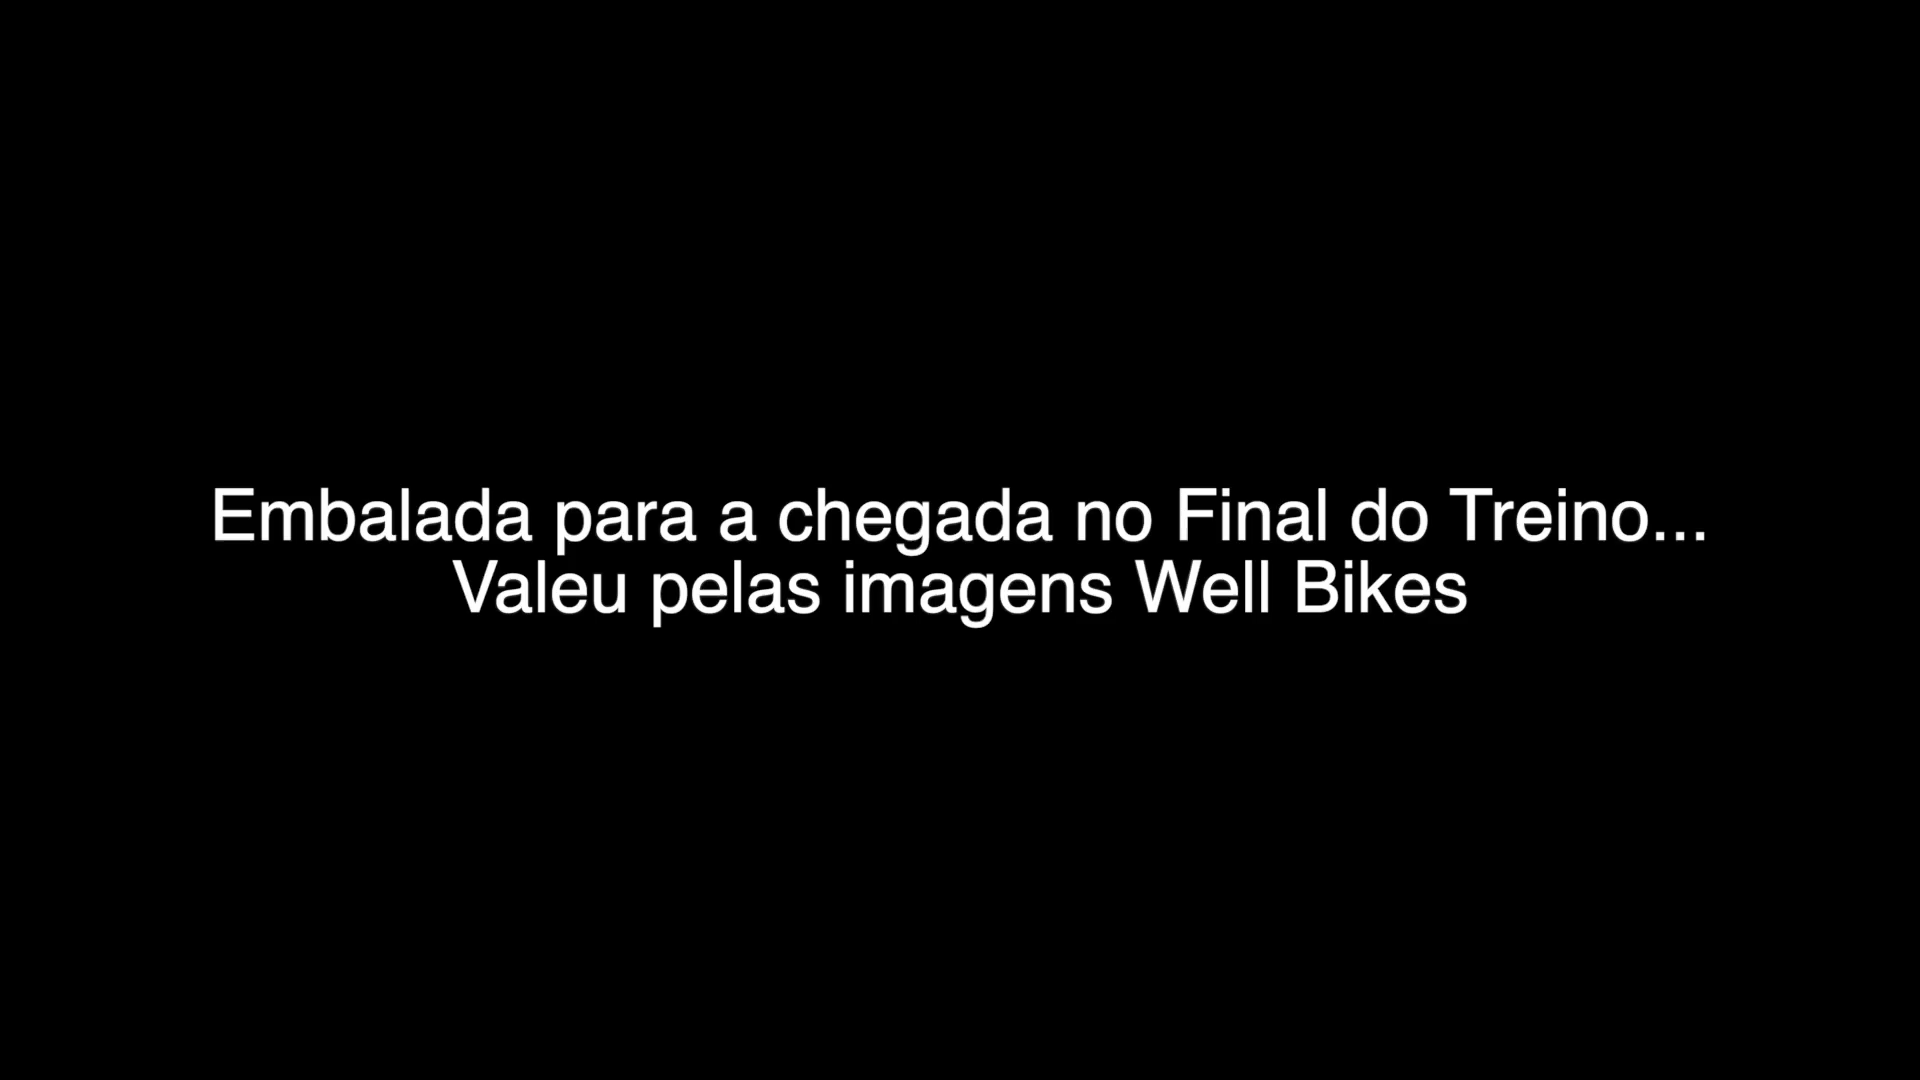 Embalada para a chegada no Final do Treino...
Valeu pelas imagens Well Bikes